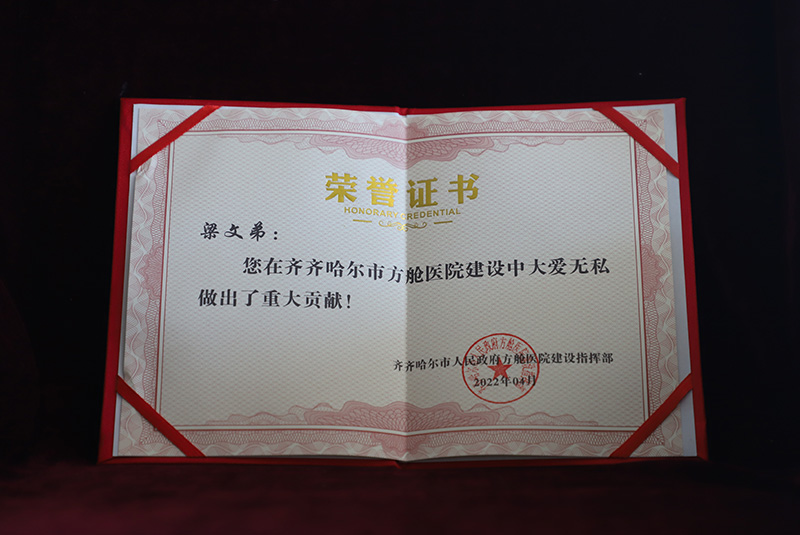 荣誉证书
HONORARY CREDENTIAL
梁文弟：
您在齐齐哈尔市方舱医院建设中大爱无私
做出了重大贡献！
齐齐哈尔市人民政府方舱医院建设指挥部
2022年04月